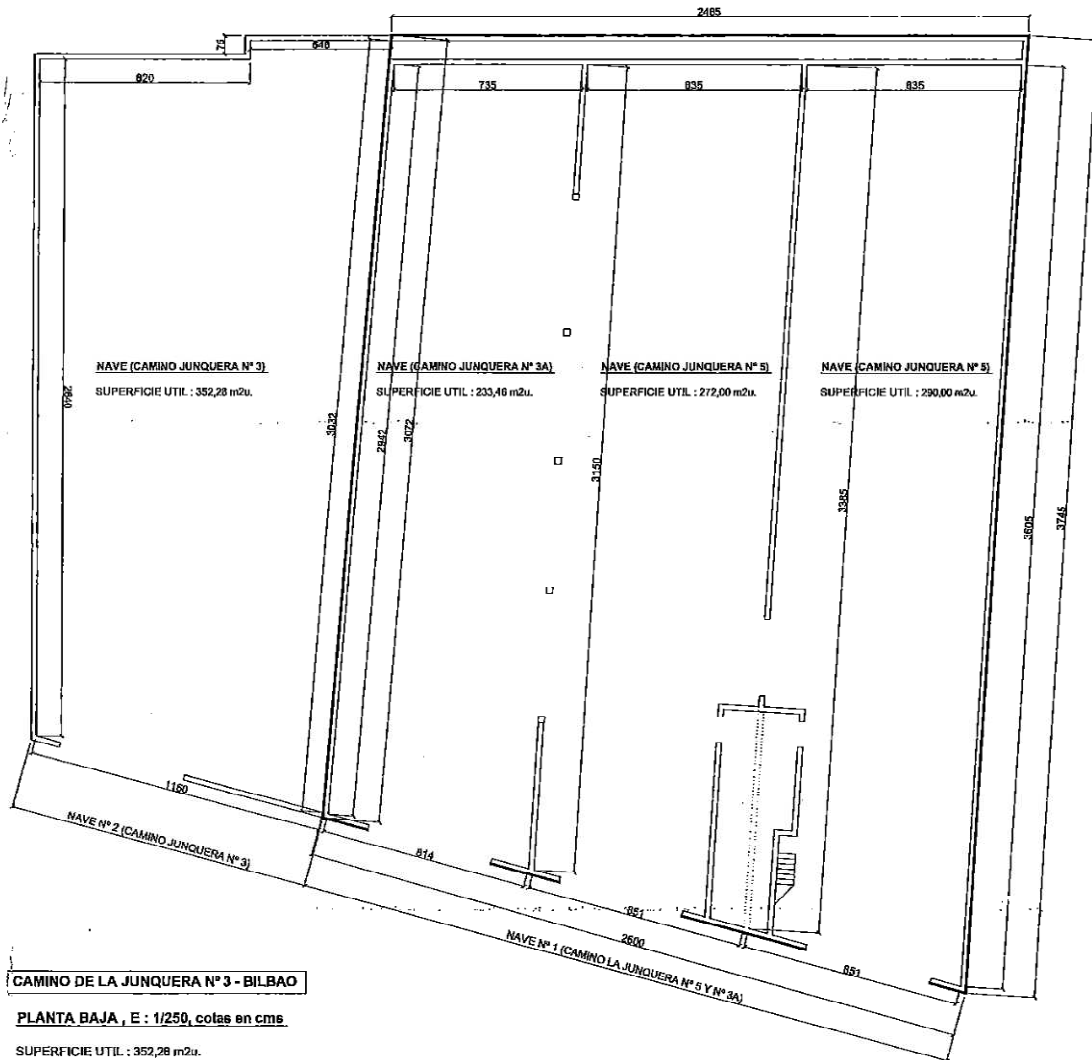 2465
75
546
820
735
835
835
NAVE (CAMINO JUNQUERA Nº 3)
SUPERFICIE UTIL : 352,28 m2u.
NAVE (CAMINO JUNQUERA Nº 3A)
SUPERFICIE UTIL : 233,46 m2u.
NAVE (CAMINO JUNQUERA Nº 5)
SUPERFICIE UTIL : 272,00 m2u.
NAVE (CAMINO JUNQUERA Nº 5)
SUPERFICIE UTIL : 290,00 m2u.
3032
2942
3072
3150
3385
3605
3745
1160
NAVE Nº 2 (CAMINO JUNQUERA Nº 3)
814
851
2600
851
NAVE Nº 1 (CAMINO LA JUNQUERA Nº 5 Y Nº 3A)
CAMINO DE LA JUNQUERA Nº 3 - BILBAO
PLANTA BAJA , E : 1/250, cotas en cms
SUPERFICIE UTIL : 352,28 m2u.